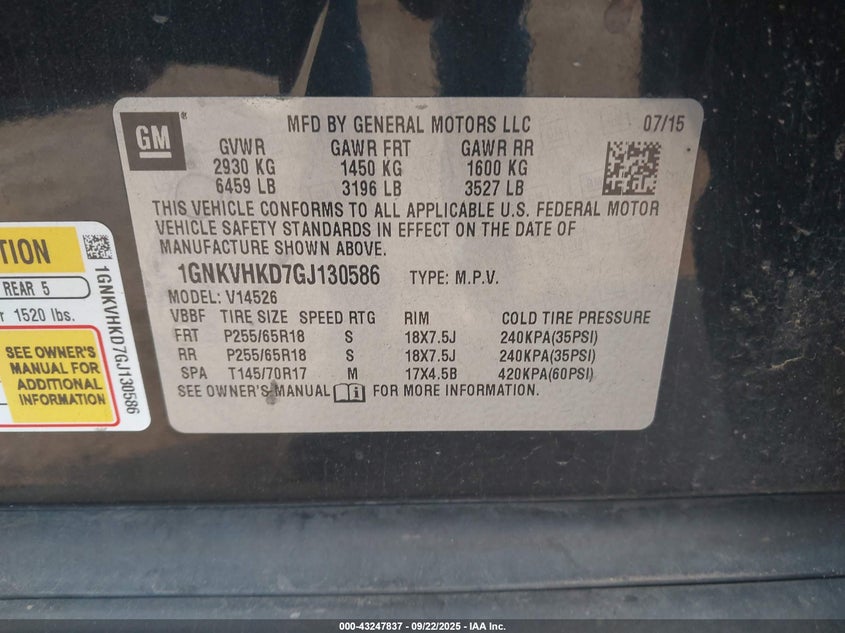 GM
MFD BY GENERAL MOTORS LLC 07/15
GVWR GAWR FRT GAWR RR
2930 KG 1450 KG 1600 KG
6459 LB 3196 LB 3527 LB
THIS VEHICLE CONFORMS TO ALL APPLICABLE U.S. FEDERAL MOTOR
VEHICLE SAFETY STANDARDS IN EFFECT ON THE DATE OF
MANUFACTURE SHOWN ABOVE.
1GNKVHKD7GJ130586 TYPE: M.P.V.
MODEL: V14526
VBBF TIRE SIZE SPEED RTG RIM COLD TIRE PRESSURE
FRT P255/65R18 S 18X7.5J 240KPA(35PSI)
RR P255/65R18 S 18X7.5J 240KPA(35PSI)
SPA T145/70R17 M 17X4.5B 420KPA(60PSI)
SEE OWNER'S MANUAL FOR MORE INFORMATION.
REAR 5
1520 lbs.
SEE OWNER'S
MANUAL FOR
ADDITIONAL
INFORMATION
1GNKVHKD7GJ130586
000-43247837 - 09/22/2025 - IAA Inc.